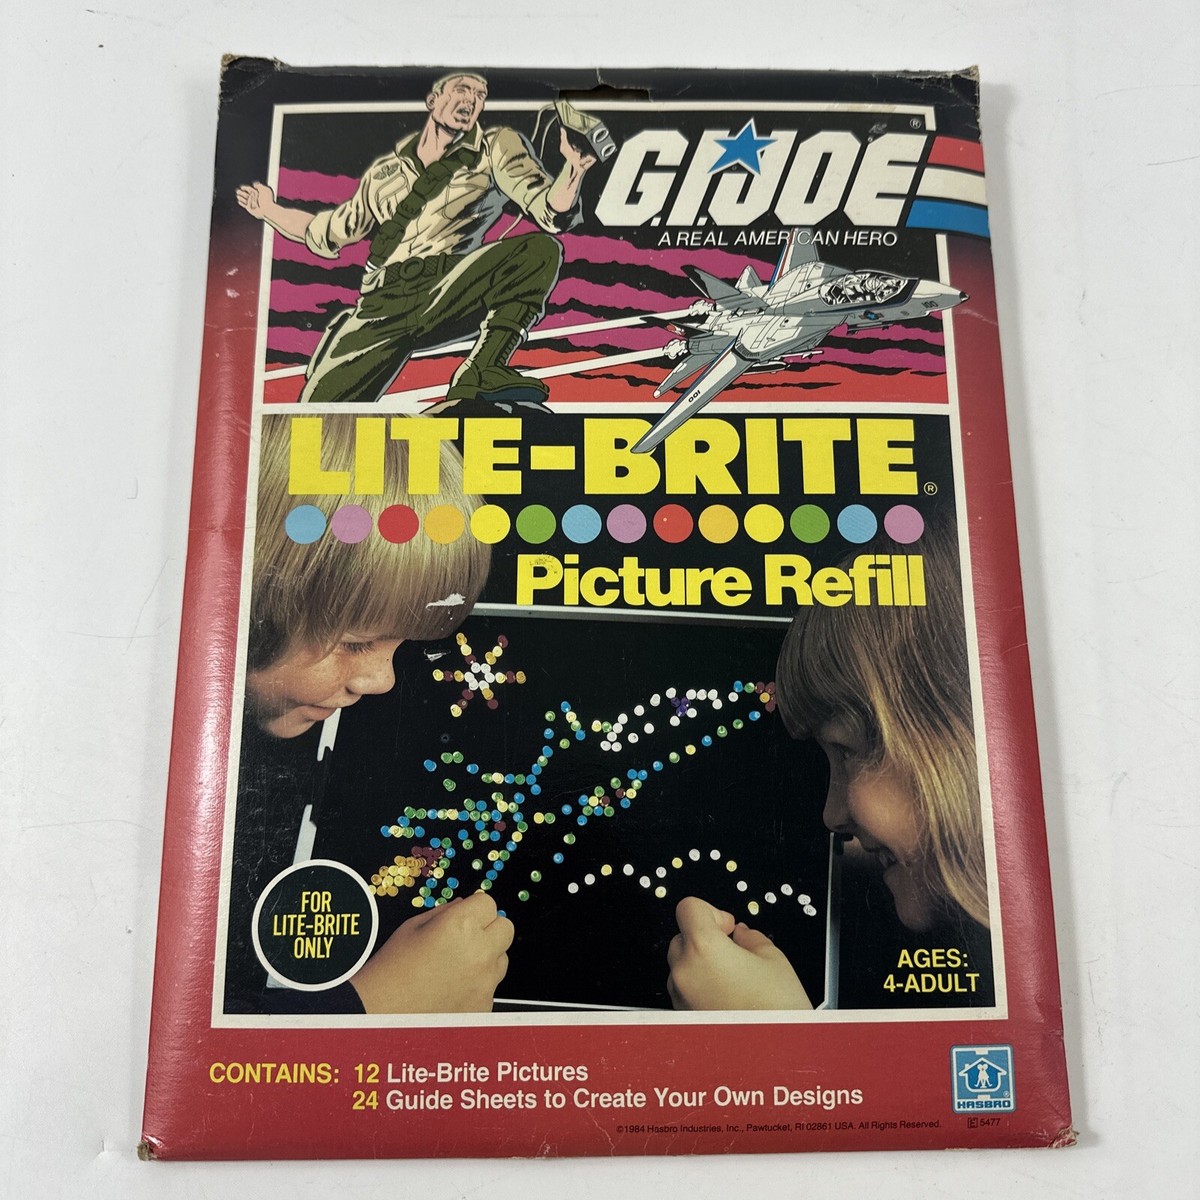 G.I. JOE ®
A REAL AMERICAN HERO
100
001
LITE-BRITE®
Picture Refill
FOR
LITE-BRITE
ONLY
AGES:
4-ADULT
CONTAINS: 12 Lite-Brite Pictures
24 Guide Sheets to Create Your Own Designs
HASBRO®
©1984 Hasbro Industries, Inc., Pawtucket, RI 02861 USA. All Rights Reserved.
5477